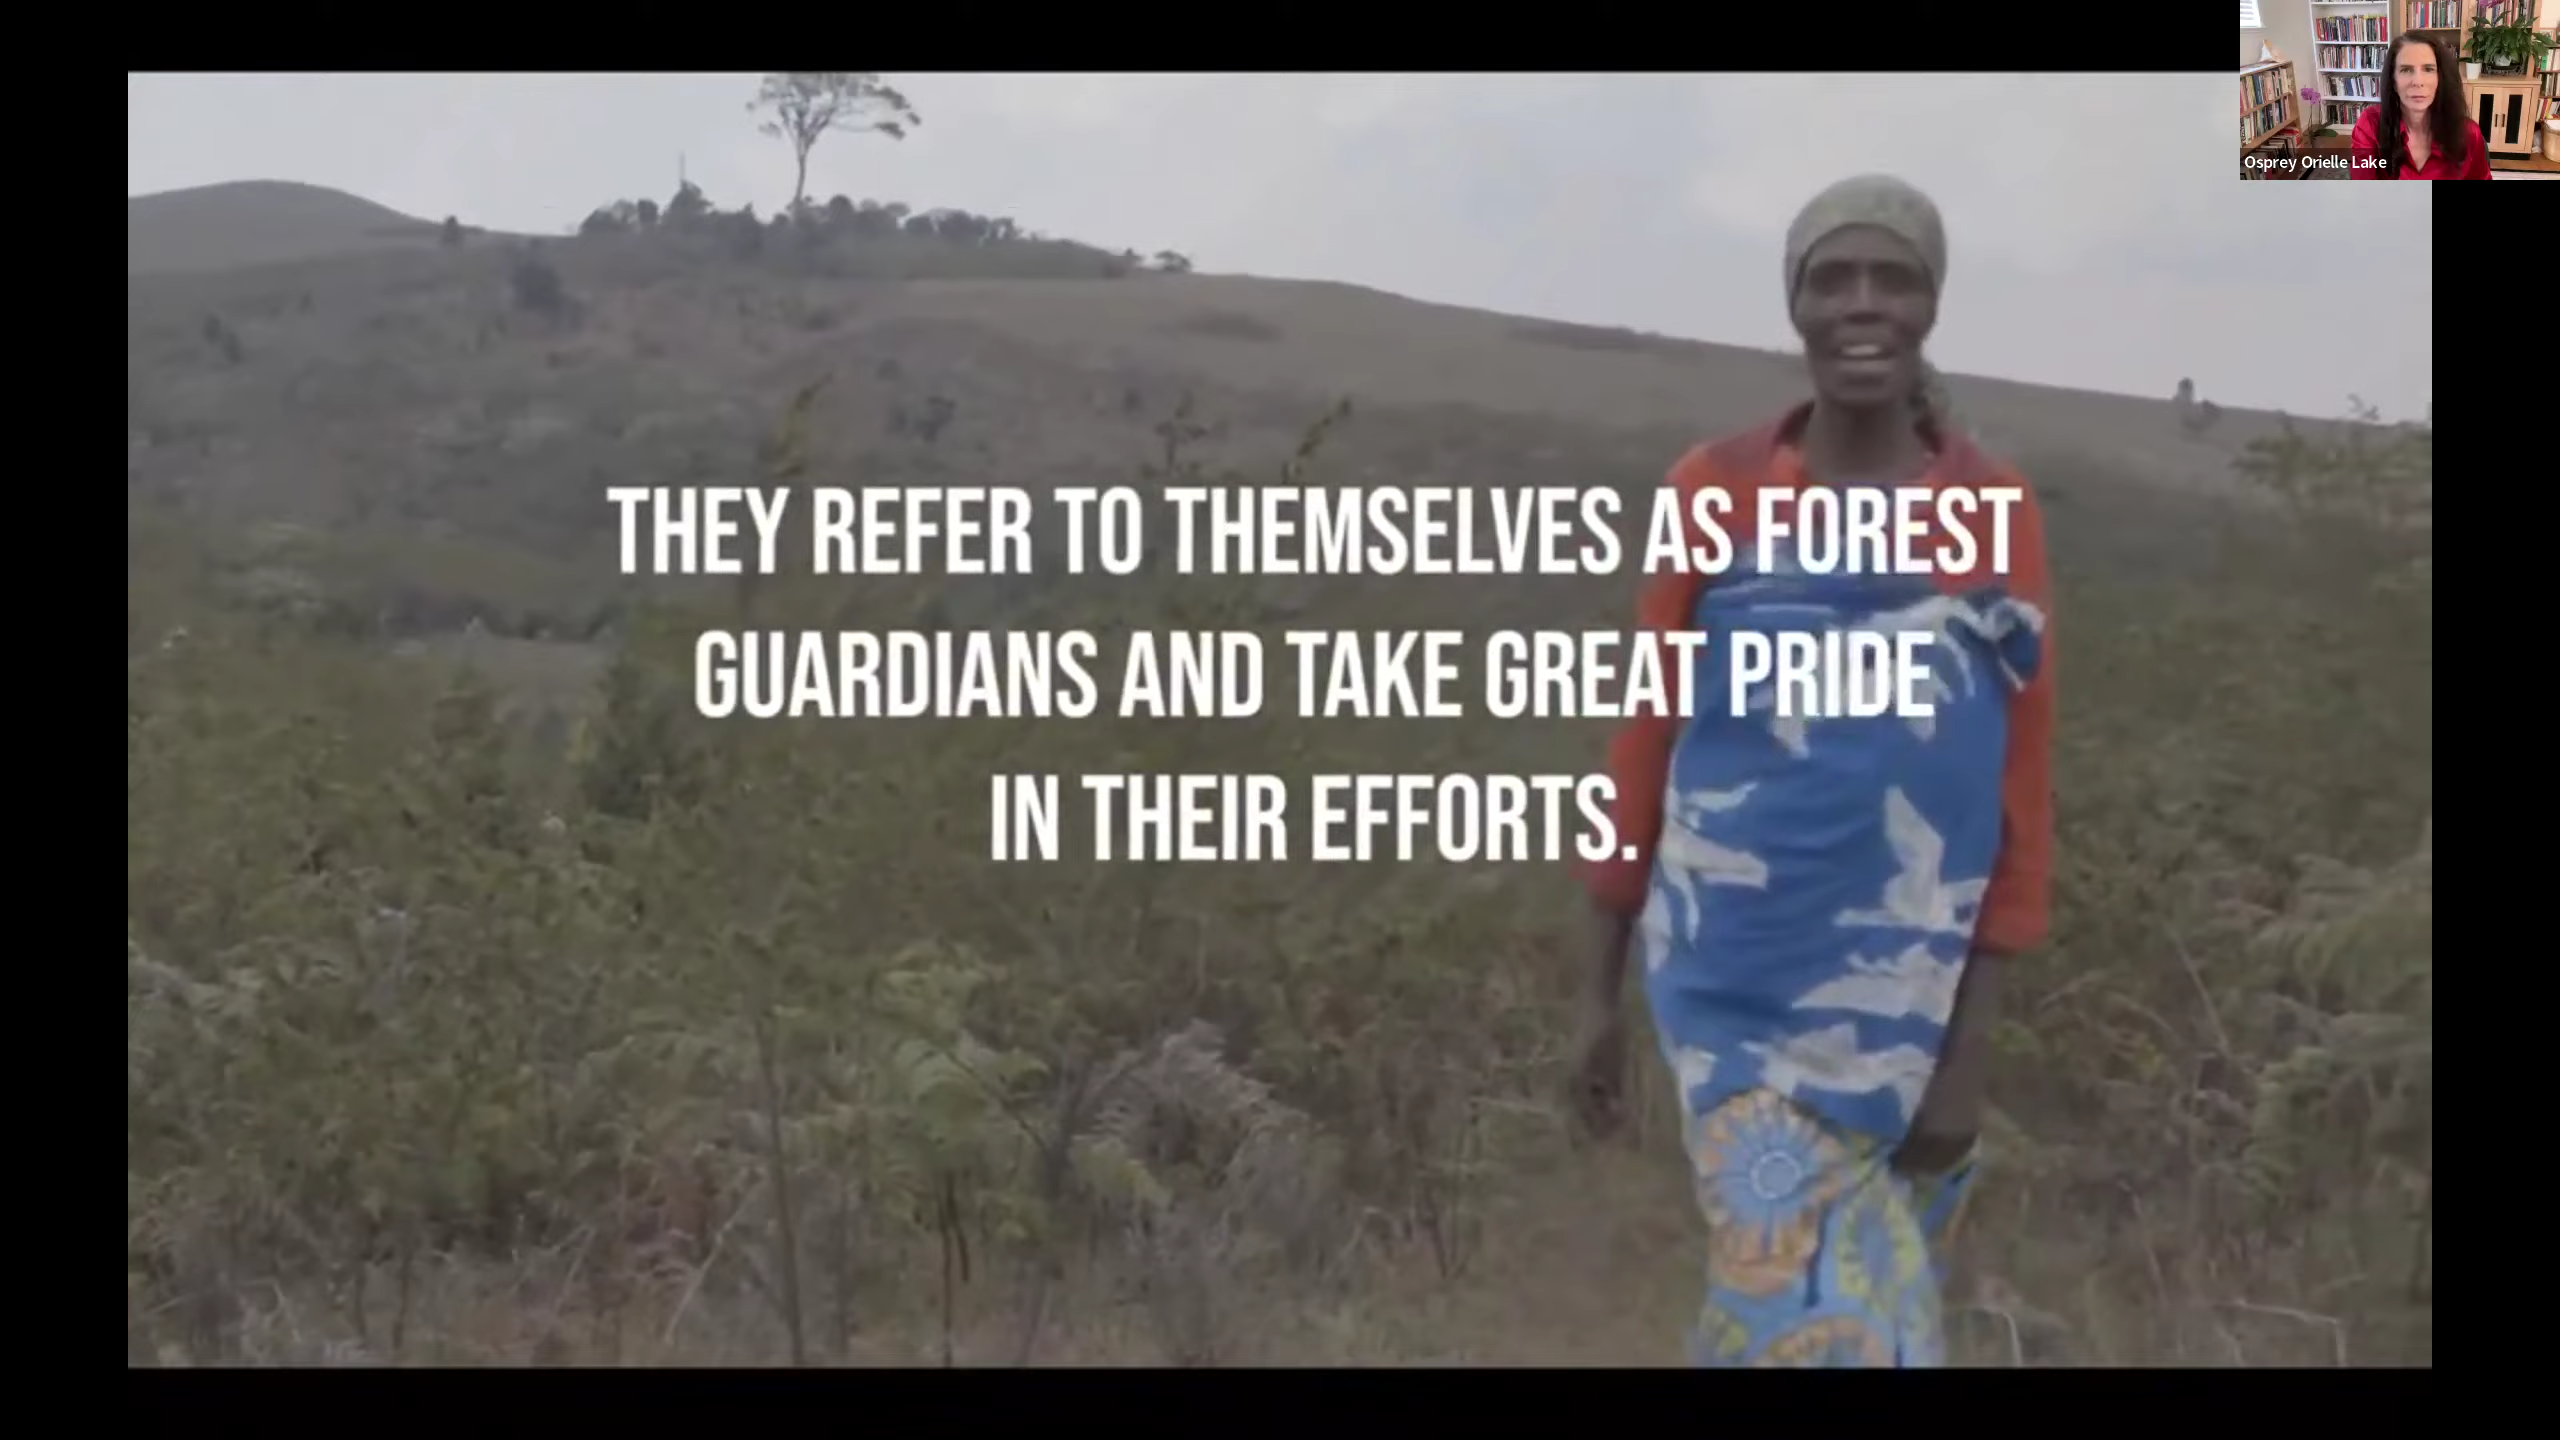 Osprey Orielle Lake
THEY REFER TO THEMSELVES AS FOREST
GUARDIANS AND TAKE GREAT PRIDE
IN THEIR EFFORTS.